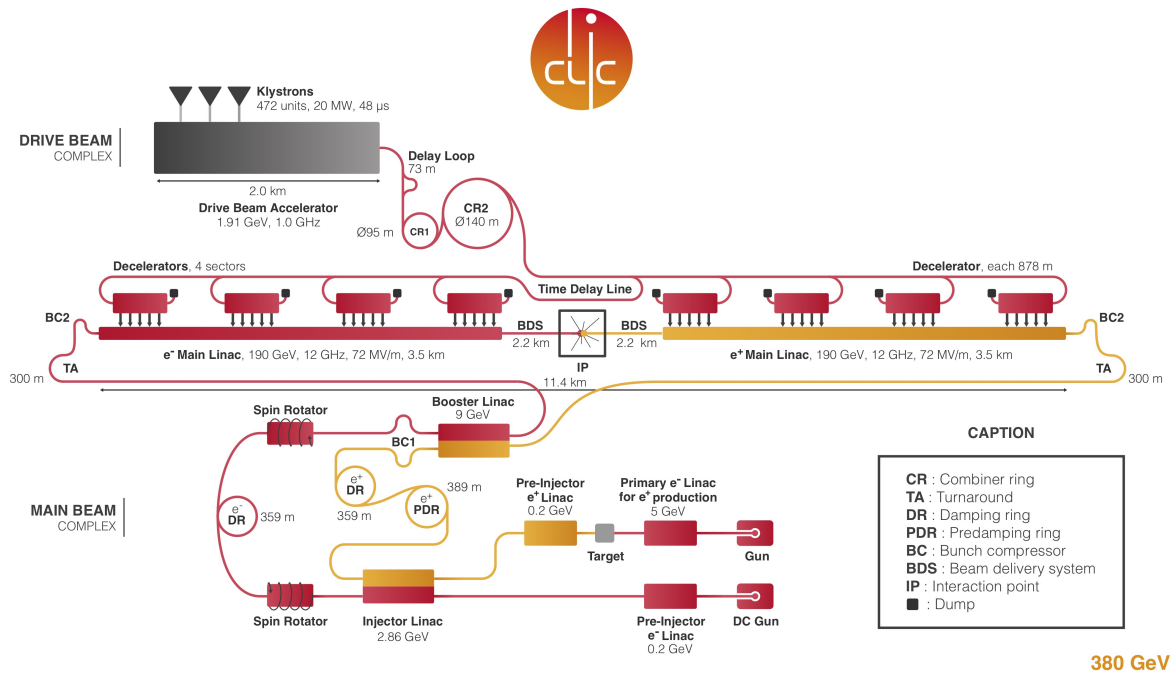 clic
Klystrons
472 units, 20 MW, 48 µs
DRIVE BEAM
COMPLEX
Delay Loop
73 m
2.0 km
Drive Beam Accelerator
1.91 GeV, 1.0 GHz
CR2
Ø140 m
Ø95 m
CR1
Decelerators, 4 sectors
Decelerator, each 878 m
Time Delay Line
BC2
BDS
2.2 km
BDS
2.2 km
BC2
e⁻ Main Linac, 190 GeV, 12 GHz, 72 MV/m, 3.5 km
IP
e⁺ Main Linac, 190 GeV, 12 GHz, 72 MV/m, 3.5 km
TA
300 m
TA
300 m
11.4 km
Booster Linac
9 GeV
Spin Rotator
BC1
CAPTION
e⁺
DR
359 m
e⁺
PDR
389 m
Pre-Injector
e⁺ Linac
0.2 GeV
Primary e⁻ Linac
for e⁺ production
5 GeV
MAIN BEAM
COMPLEX
e⁻
DR
359 m
Target
Gun
Spin Rotator
Injector Linac
2.86 GeV
Pre-Injector
e⁻ Linac
0.2 GeV
DC Gun
CR : Combiner ring
TA : Turnaround
DR : Damping ring
PDR : Predamping ring
BC : Bunch compressor
BDS : Beam delivery system
IP : Interaction point
: Dump
380 GeV